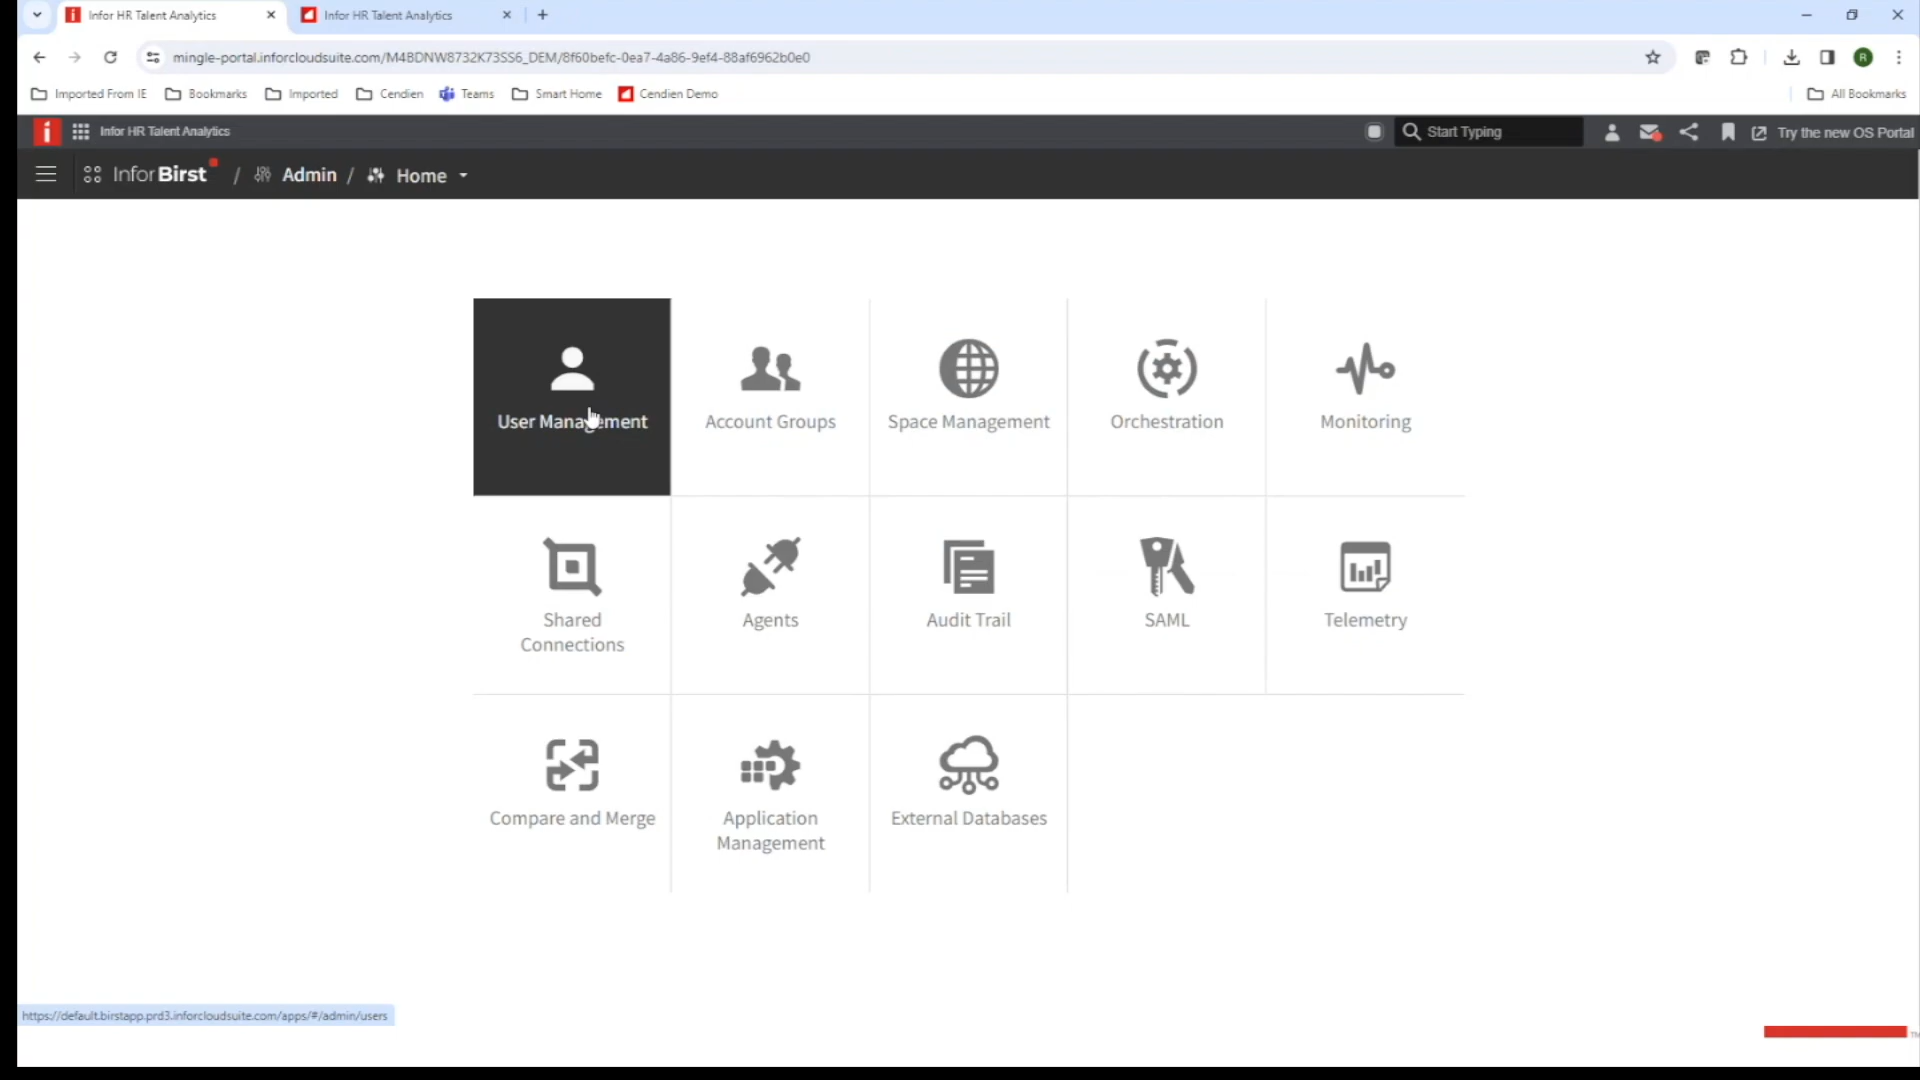 Infor HR Talent Analytics
Infor HR Talent Analytics
mingle-portal.inforcloudsuite.com/M4BDNW8732K73SS6_DEM/8f60befc-0ea7-4a86-9ef4-88af6962b0e0
Imported From IE
Bookmarks
Imported
Cendien
Teams
Smart Home
Cendien Demo
All Bookmarks
Infor HR Talent Analytics
Start Typing
Try the new OS Portal
Infor Birst / Admin / Home
User Management
Account Groups
Space Management
Orchestration
Monitoring
Shared
Connections
Agents
Audit Trail
SAML
Telemetry
Compare and Merge
Application
Management
External Databases
https://default.birstapp.prd3.inforcloudsuite.com/apps/#/admin/users
TM